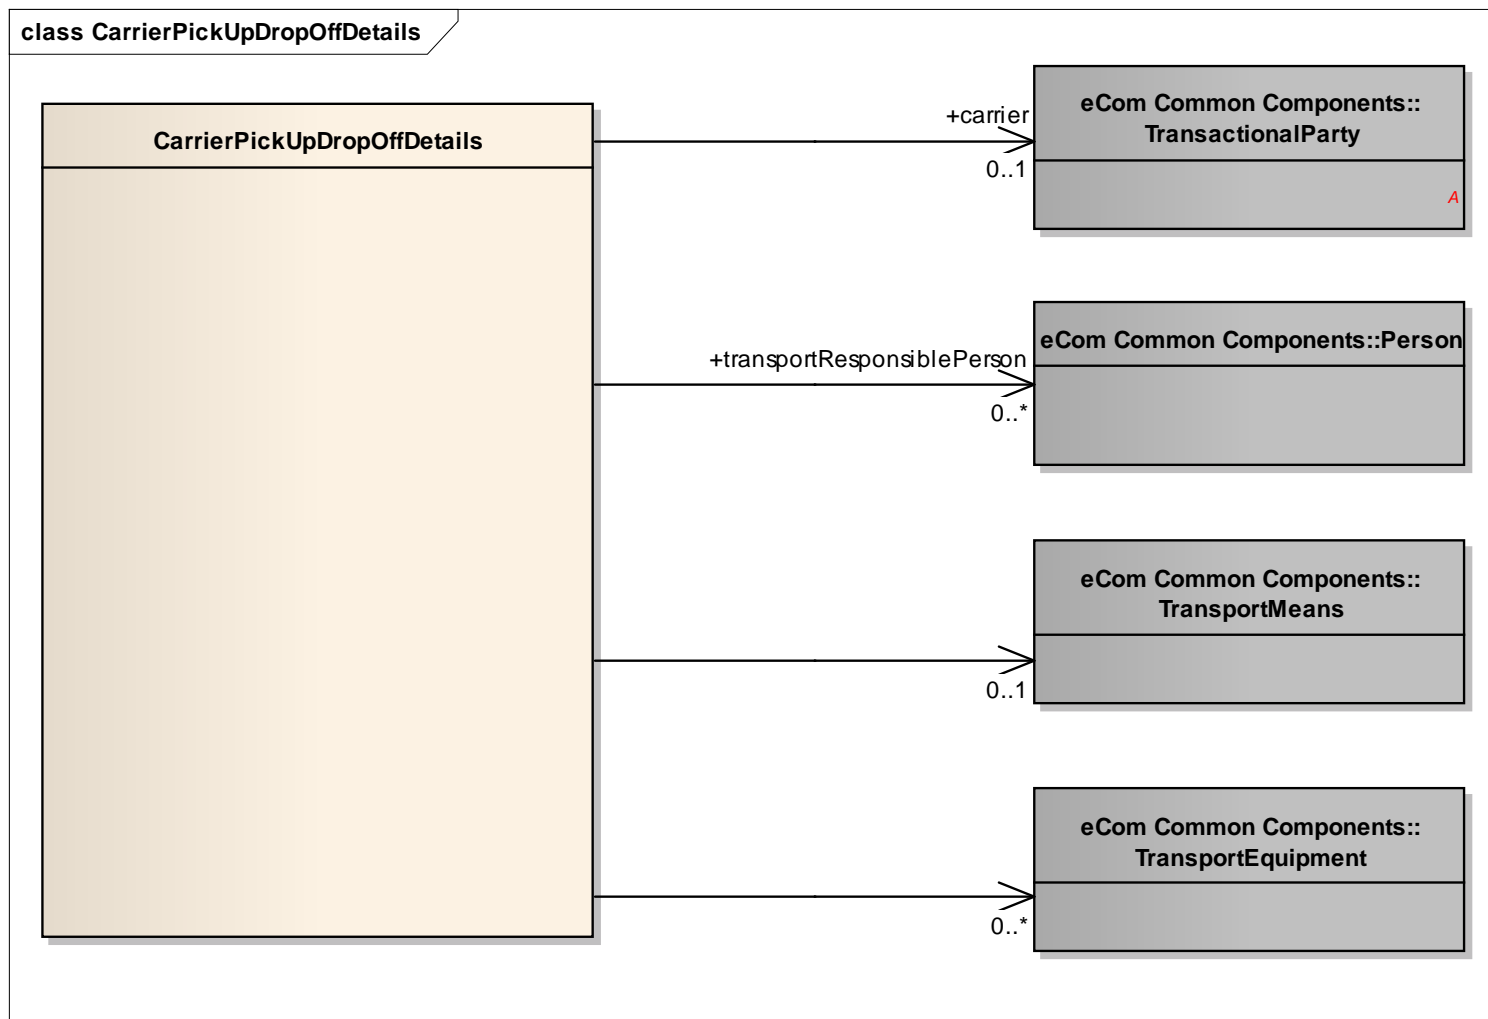 class CarrierPickUpDropOffDetails
CarrierPickUpDropOffDetails
+carrier
0..1
eCom Common Components::
TransactionalParty
A
+transportResponsiblePerson
0..*
eCom Common Components::Person
0..1
eCom Common Components::
TransportMeans
0..*
eCom Common Components::
TransportEquipment